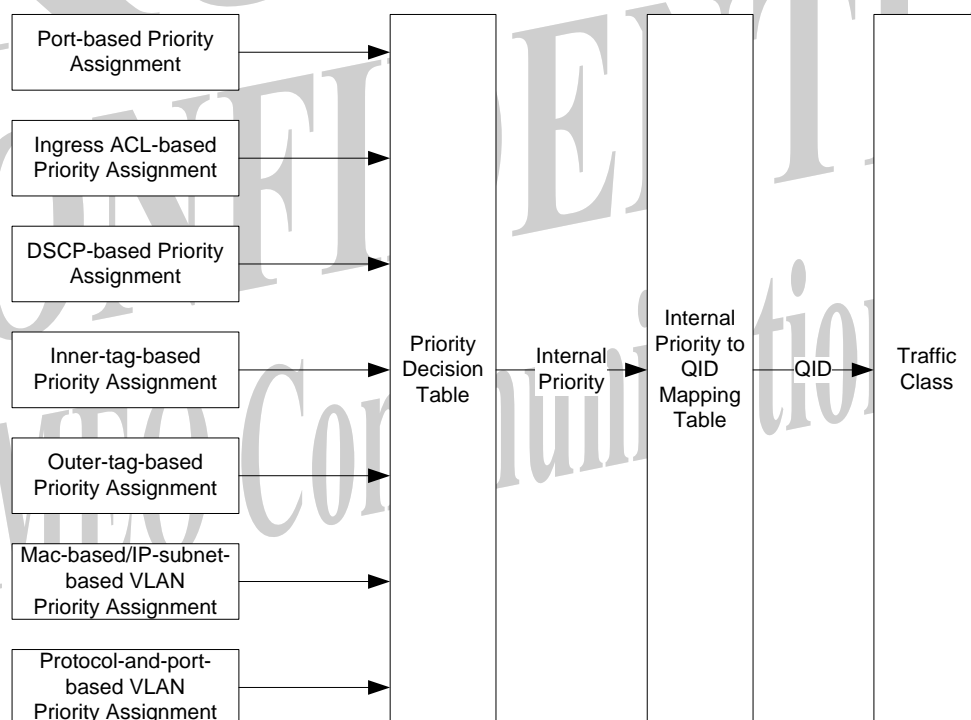 Port-based Priority
Assignment
Ingress ACL-based
Priority Assignment
DSCP-based Priority
Assignment
Inner-tag-based
Priority Assignment
Outer-tag-based
Priority Assignment
Mac-based/IP-subnet-
based VLAN
Priority Assignment
Protocol-and-port-
based VLAN
Priority Assignment
Priority
Decision
Table
Internal
Priority
Internal
Priority to
QID
Mapping
Table
QID
Traffic
Class